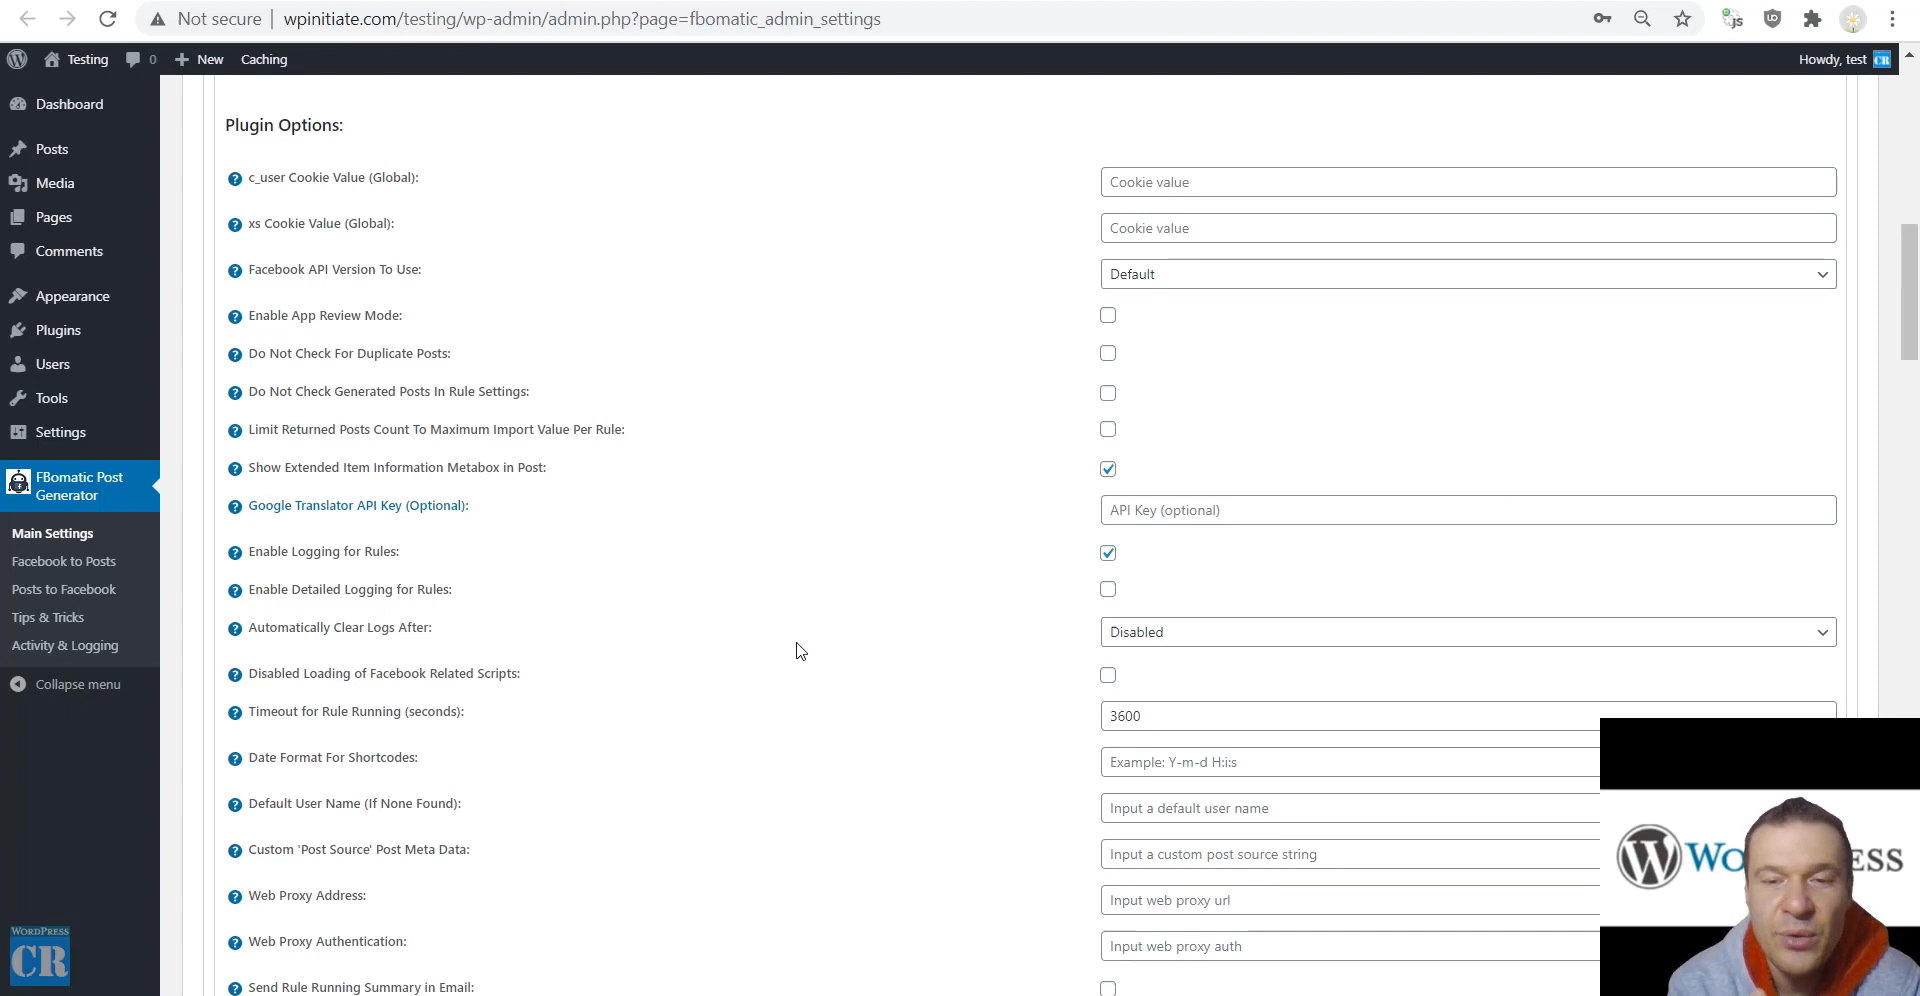 Not secure | wpinitiate.com/testing/wp-admin/admin.php?page=fbomatic_admin_settings
Testing 0 New Caching
Howdy, test
Dashboard
Posts
Media
Pages
Comments
Appearance
Plugins
Users
Tools
Settings
FBomatic Post
Generator
Main Settings
Facebook to Posts
Posts to Facebook
Tips & Tricks
Activity & Logging
Collapse menu
WORDPRESS
CR
Plugin Options:
c_user Cookie Value (Global):
Cookie value
xs Cookie Value (Global):
Cookie value
Facebook API Version To Use:
Default
Enable App Review Mode:
Do Not Check For Duplicate Posts:
Do Not Check Generated Posts In Rule Settings:
Limit Returned Posts Count To Maximum Import Value Per Rule:
Show Extended Item Information Metabox in Post:
Google Translator API Key (Optional):
API Key (optional)
Enable Logging for Rules:
Enable Detailed Logging for Rules:
Automatically Clear Logs After:
Disabled
Disabled Loading of Facebook Related Scripts:
Timeout for Rule Running (seconds):
3600
Date Format For Shortcodes:
Example: Y-m-d H:i:s
Default User Name (If None Found):
Input a default user name
Custom 'Post Source' Post Meta Data:
Input a custom post source string
Web Proxy Address:
Input web proxy url
Web Proxy Authentication:
Input web proxy auth
Send Rule Running Summary in Email: